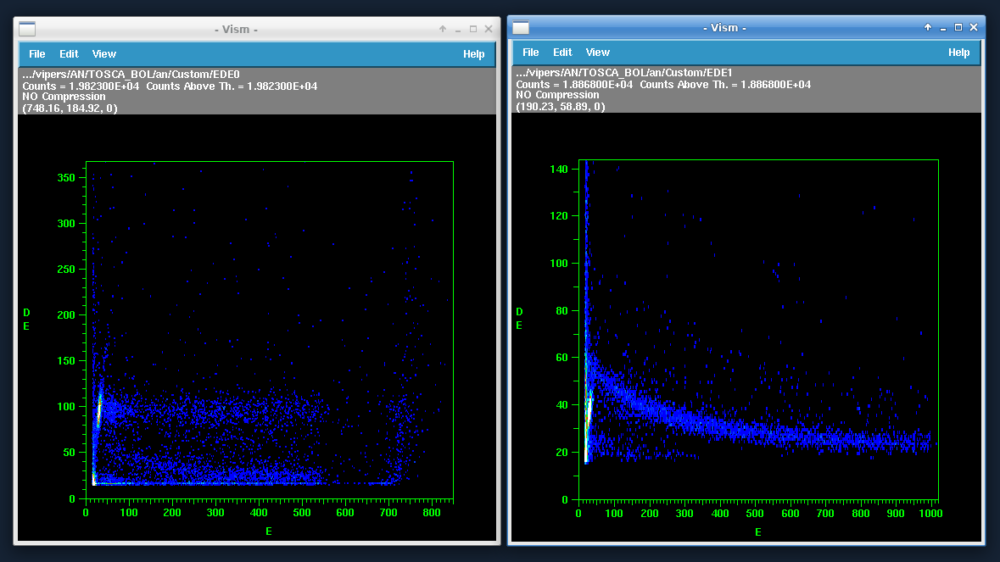 - Vism -
File Edit View Help
.../vipers/AN/TOSCA_BOL/an/Custom/EDE0
Counts = 1.982300E+04 Counts Above Th. = 1.982300E+04
NO Compression
(748.16, 184.92, 0)
350
300
250
200
150
100
50
0
D
E
0 100 200 300 400 500 600 700 800
E
- Vism -
File Edit View Help
.../vipers/AN/TOSCA_BOL/an/Custom/EDE1
Counts = 1.886800E+04 Counts Above Th. = 1.886800E+04
NO Compression
(190.23, 58.89, 0)
140
120
100
80
60
40
20
0
D
E
0 100 200 300 400 500 600 700 800 900 1000
E